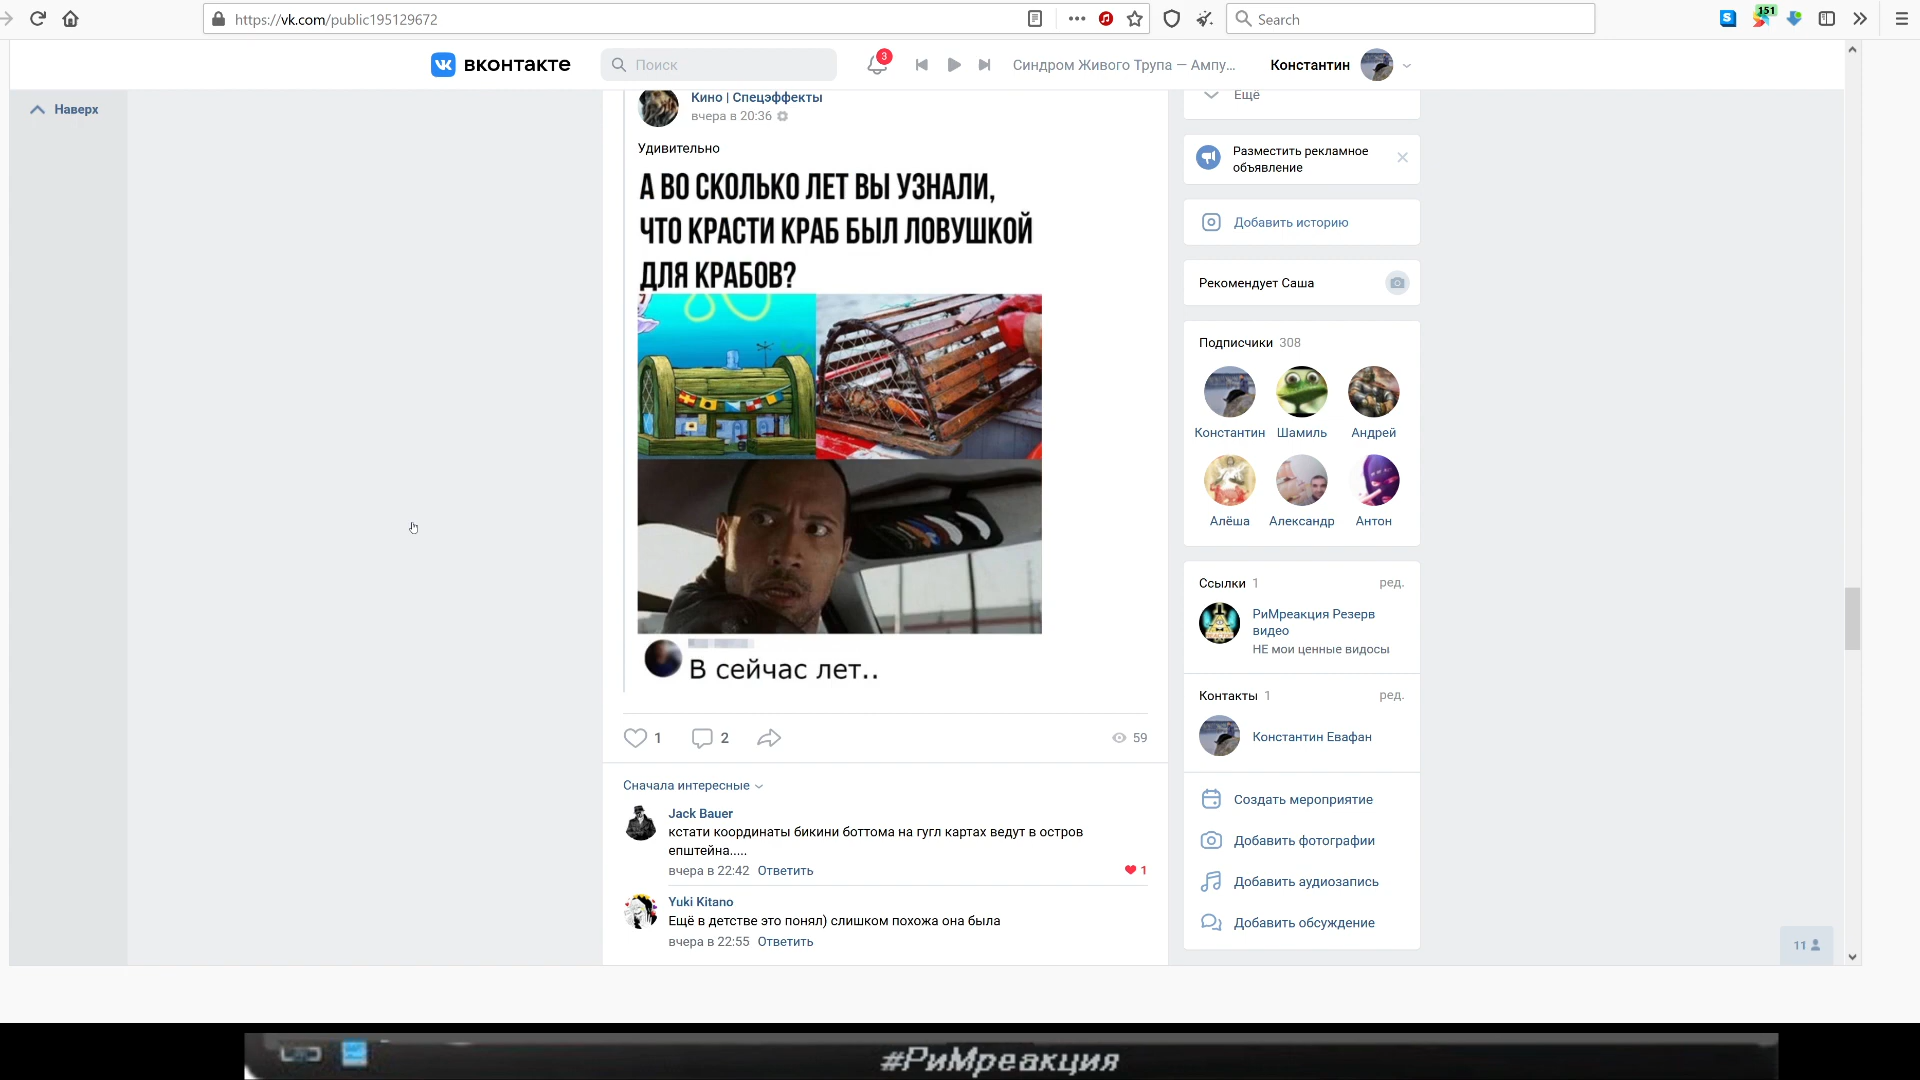 https://vk.com/public195129672
Search
151
вконтакте
Поиск
3
Синдром Живого Трупа — Ампу...
Константин
Наверх
Кино | Спецэффекты
вчера в 20:36
Удивительно
А ВО СКОЛЬКО ЛЕТ ВЫ УЗНАЛИ,
ЧТО КРАСТИ КРАБ БЫЛ ЛОВУШКОЙ
ДЛЯ КРАБОВ?
В сейчас лет..
1
2
59
Сначала интересные
Jack Bauer
кстати координаты бикини боттома на гугл картах ведут в остров
епштейна.....
вчера в 22:42 Ответить
1
Yuki Kitano
Ещё в детстве это понял) слишком похожа она была
вчера в 22:55 Ответить
Ещё
Разместить рекламное
объявление
Добавить историю
Рекомендует Саша
Подписчики 308
Константин Шамиль Андрей
Алёша Александр Антон
Ссылки 1 ред.
РиМреакция Резерв
видео
НЕ мои ценные видосы
Контакты 1 ред.
Константин Евафан
Создать мероприятие
Добавить фотографии
Добавить аудиозапись
Добавить обсуждение
11
#РиМреакция